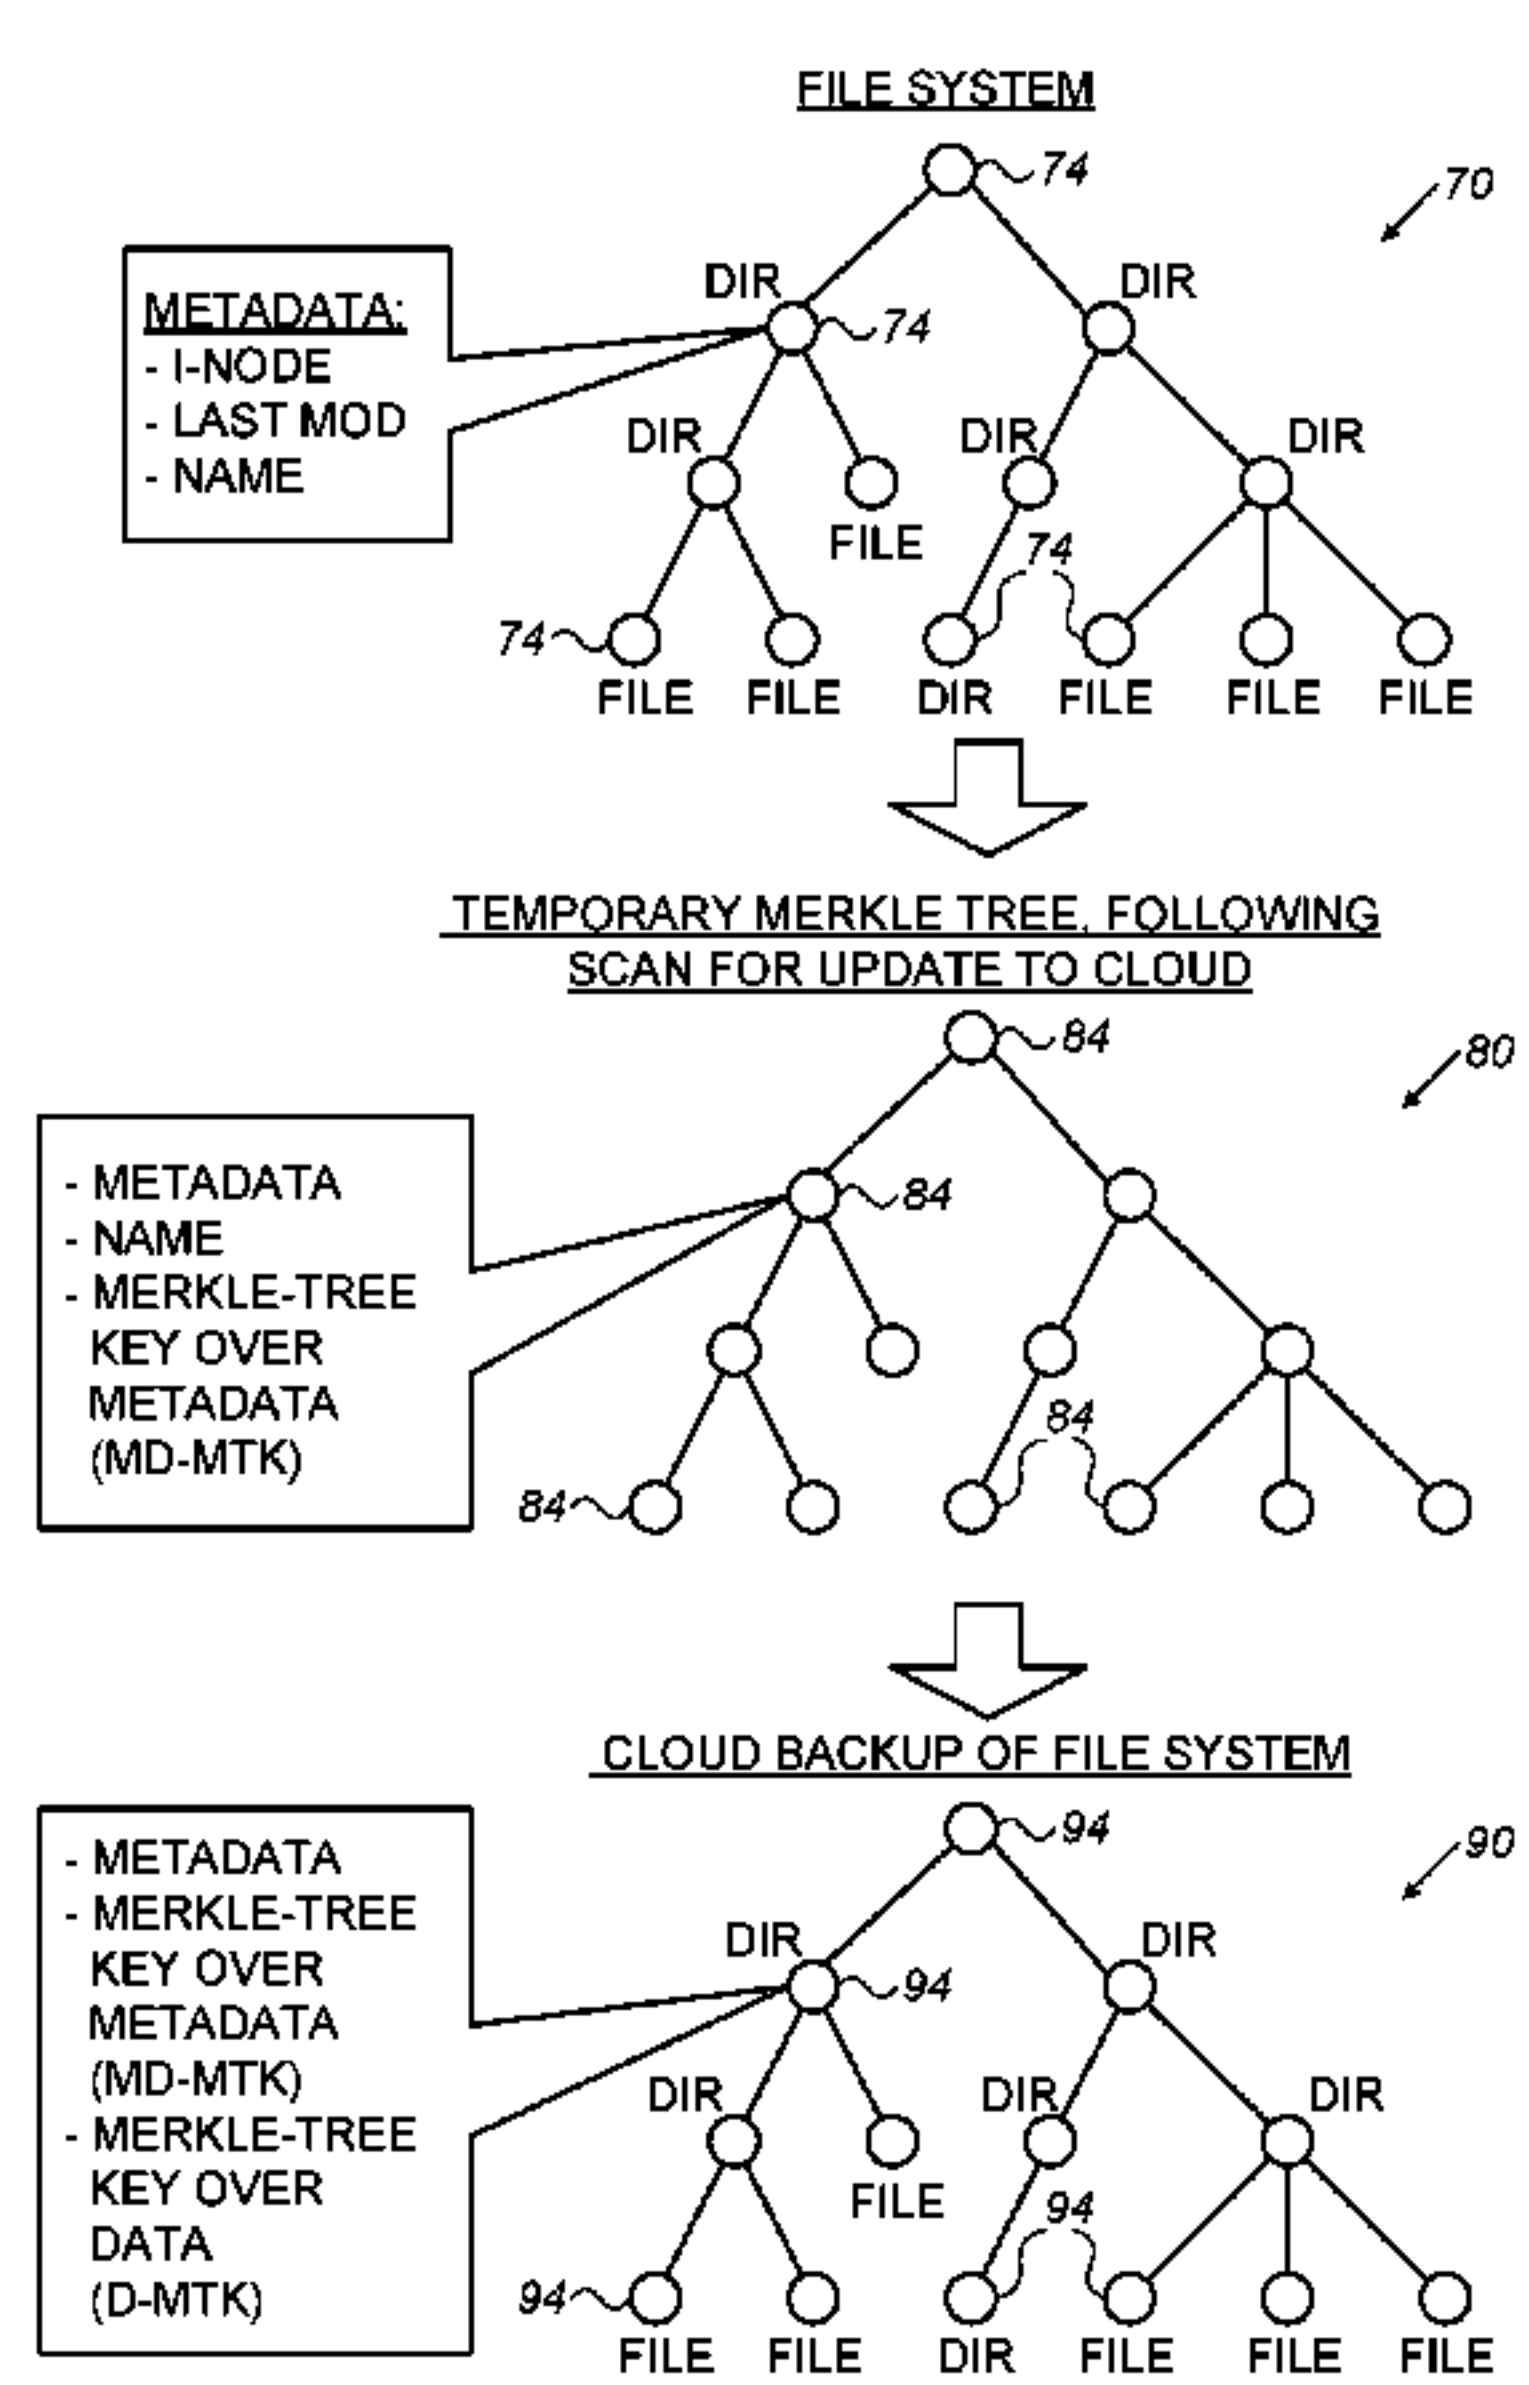 FILE SYSTEM
74
70
DIR
DIR
METADATA:
- I-NODE
- LAST MOD
- NAME
74
DIR
DIR
DIR
FILE
74
74
FILE
FILE
DIR
FILE
FILE
FILE
TEMPORARY MERKLE TREE, FOLLOWING
SCAN FOR UPDATE TO CLOUD
84
80
- METADATA
- NAME
- MERKLE-TREE
KEY OVER
METADATA
(MD-MTK)
84
84
84
CLOUD BACKUP OF FILE SYSTEM
94
90
- METADATA
- MERKLE-TREE
KEY OVER
METADATA
(MD-MTK)
- MERKLE-TREE
KEY OVER
DATA
(D-MTK)
DIR
DIR
94
DIR
DIR
DIR
FILE
94
94
FILE
FILE
DIR
FILE
FILE
FILE